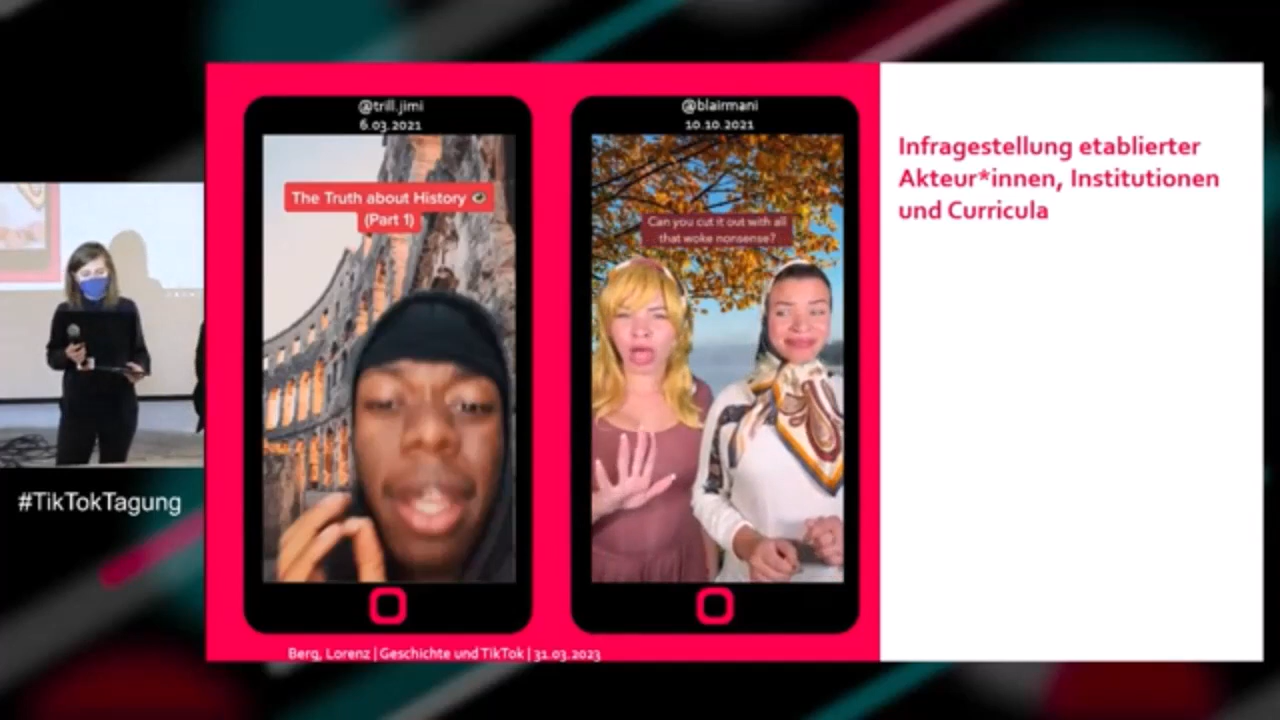 @trill.jimi
6.03.2021
The Truth about History
(Part 1)
@blairmani
10.10.2021
Can you cut it out with all
that woke nonsense?
Infragestellung etablierter
Akteur*innen, Institutionen
und Curricula
#TikTokTagung
Berg, Lorenz | Geschichte und TikTok | 31.03.2023